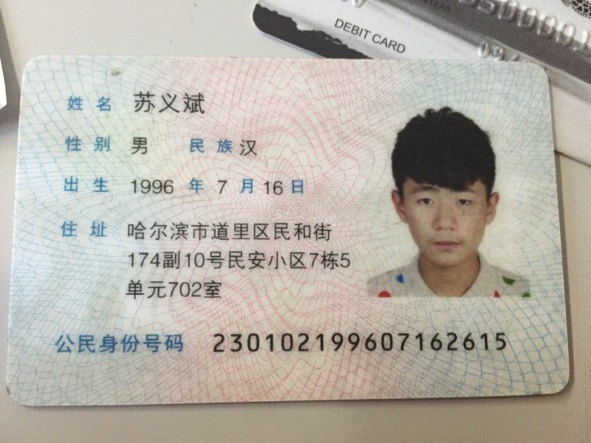 DEBIT CARD
姓名 苏义斌
性别 男 民族 汉
出生 1996 年 7 月 16 日
住址 哈尔滨市道里区民和街
174副10号民安小区7栋5
单元702室
公民身份号码 230102199607162615